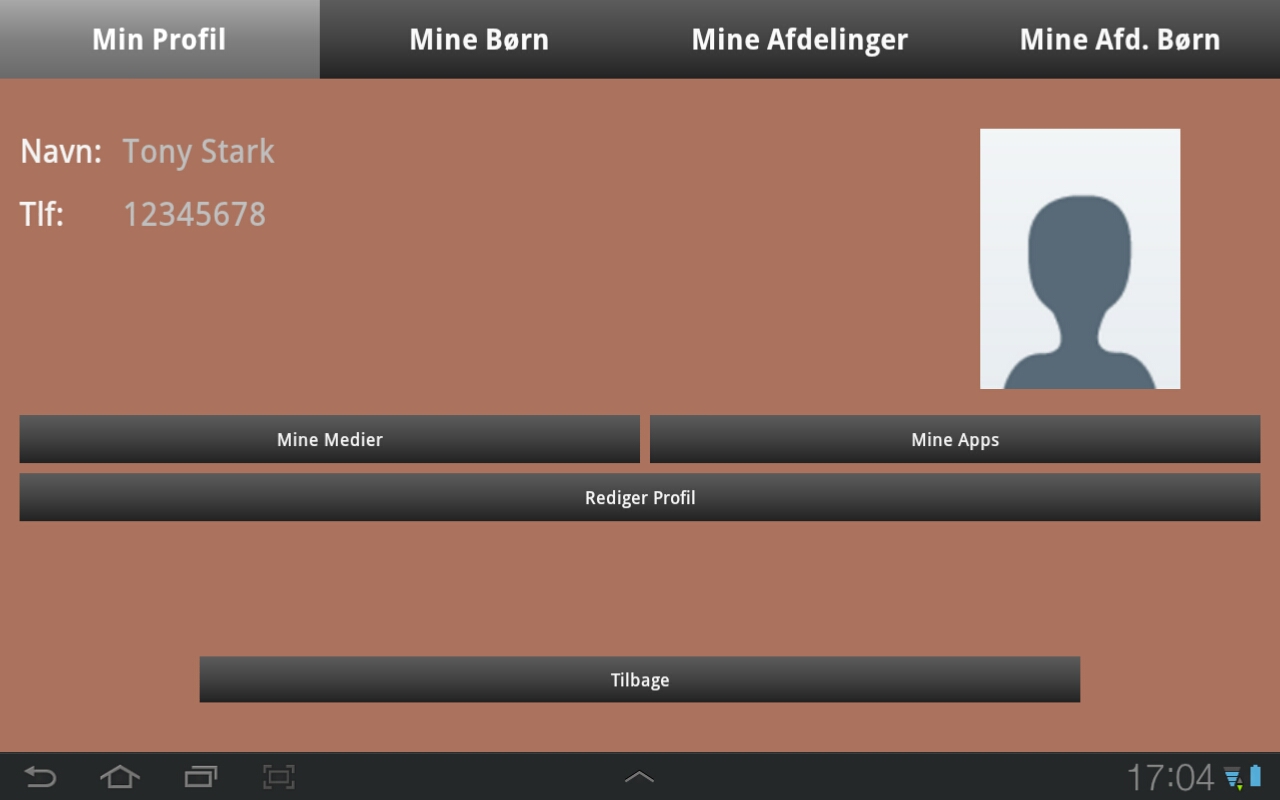 Min Profil Mine Børn Mine Afdelinger Mine Afd. Børn
Navn: Tony Stark
Tlf: 12345678
Mine Medier Mine Apps
Rediger Profil
Tilbage
17:04